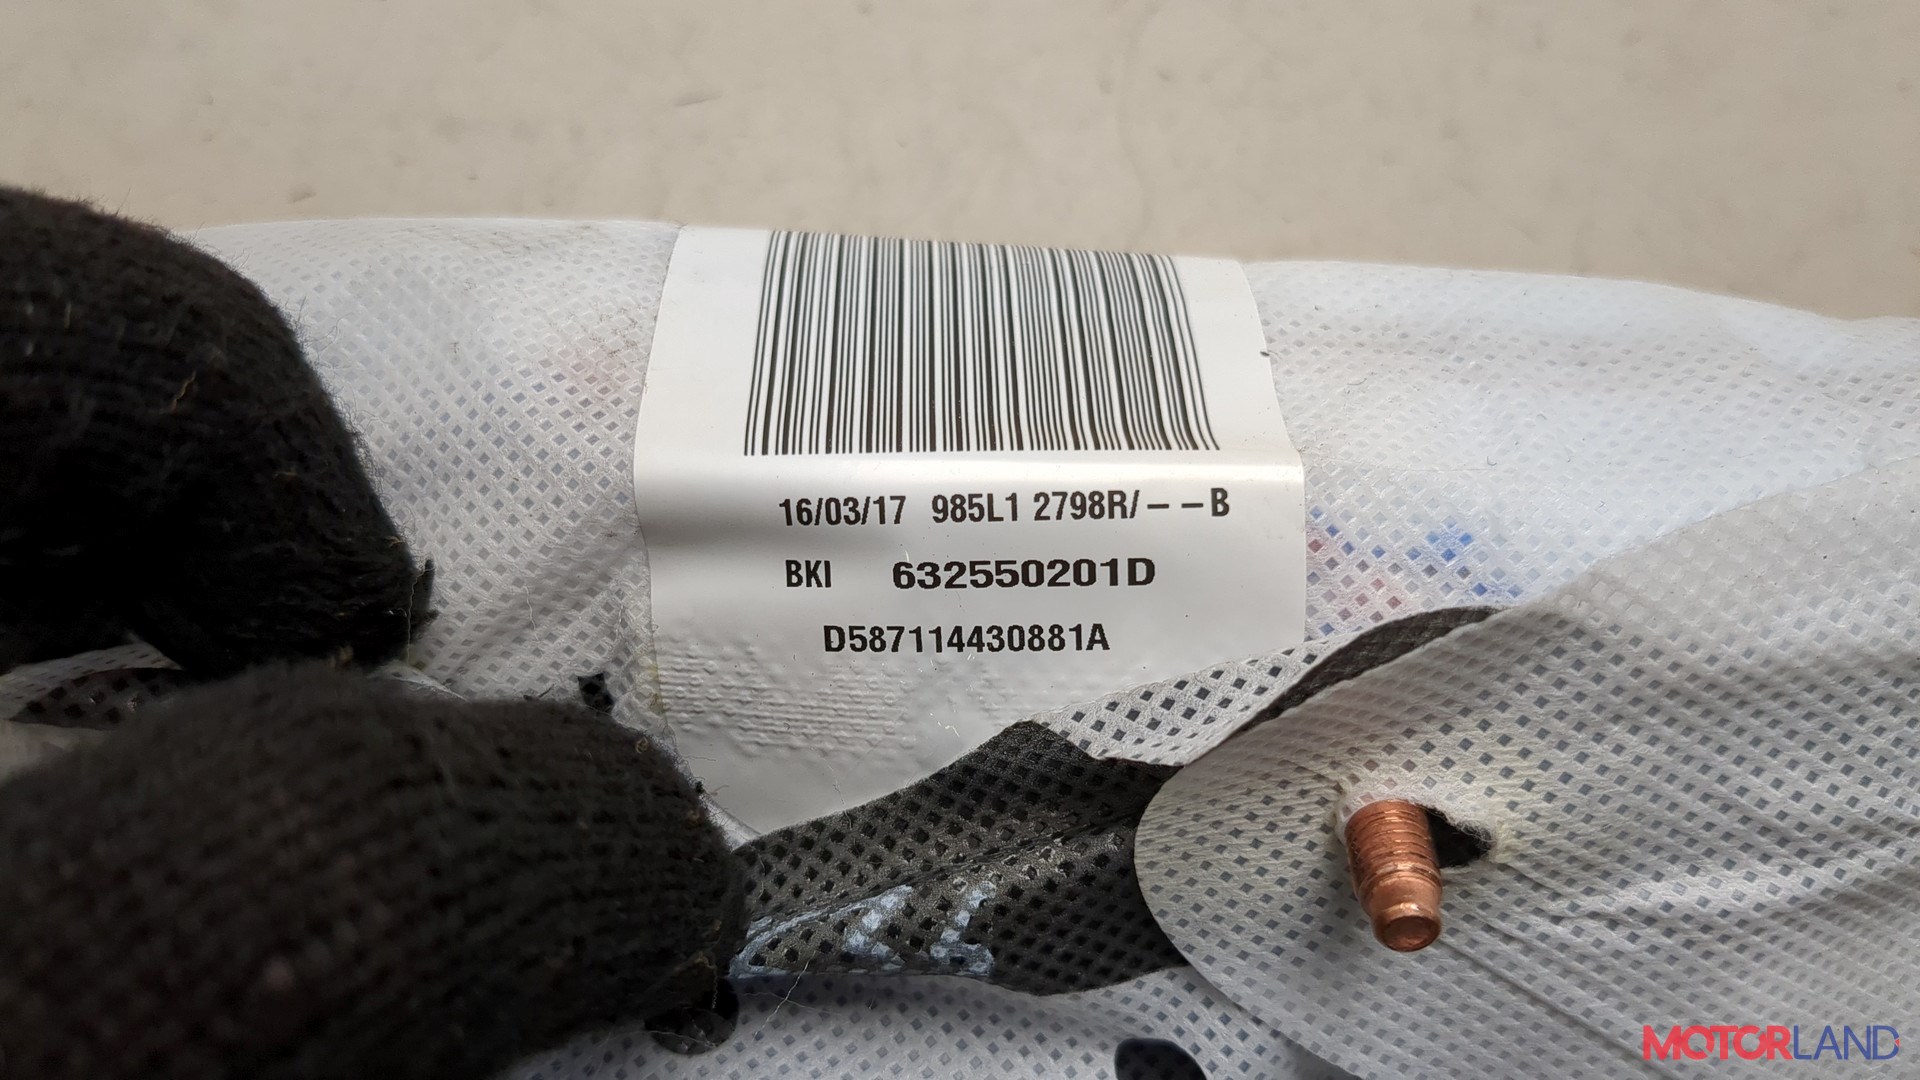 16/03/17 985L1 2798R/--B
BKI 632550201D
D587114430881A
MOTORLAND